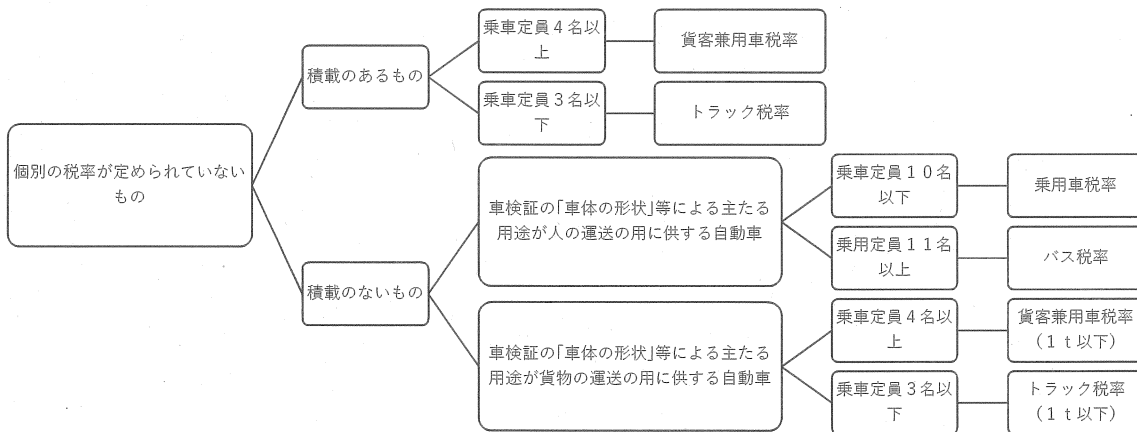 個別の税率が定められていない
もの
積載のあるもの
乗車定員4名以
上
貨客兼用車税率
乗車定員3名以
下
トラック税率
積載のないもの
車検証の「車体の形状」等による主たる
用途が人の運送の用に供する自動車
乗車定員10名
以下
乗用車税率
乗用定員11名
以上
バス税率
車検証の「車体の形状」等による主たる
用途が貨物の運送の用に供する自動車
乗車定員4名以
上
貨客兼用車税率
(1t以下)
乗車定員3名以
下
トラック税率
(1t以下)